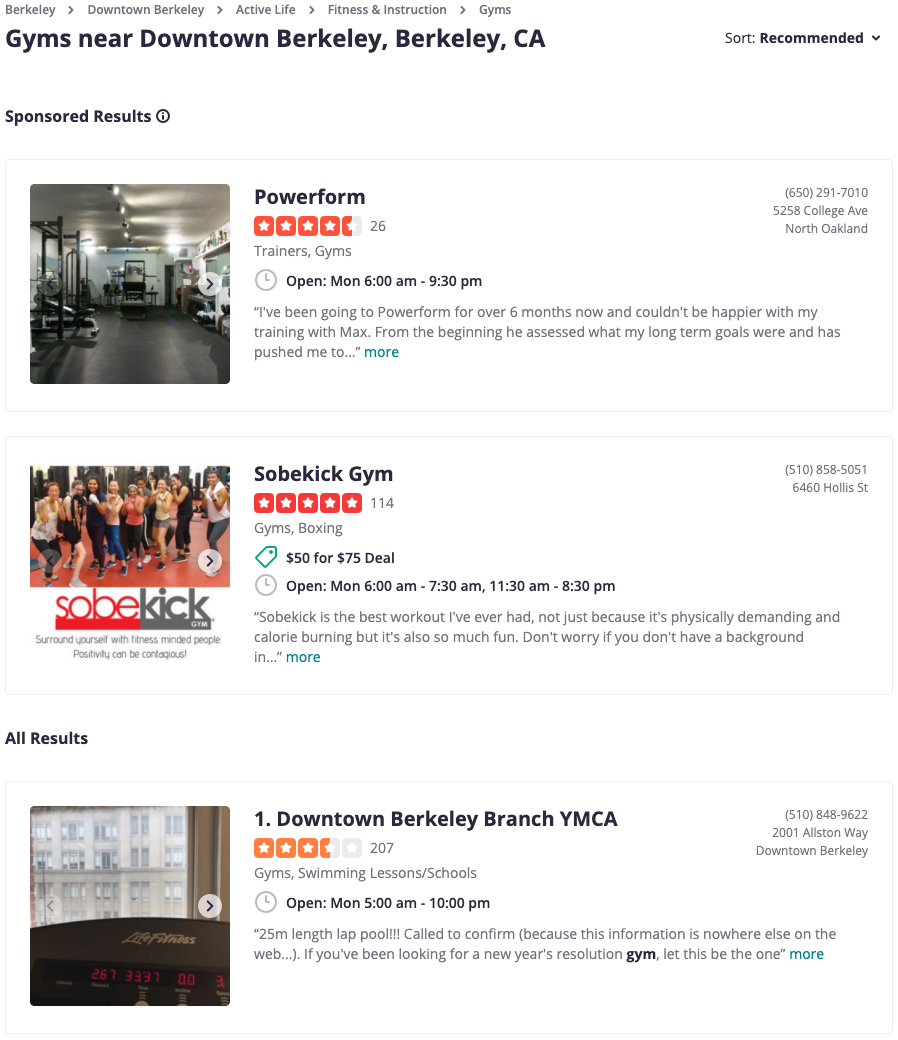 Berkeley > Downtown Berkeley > Active Life > Fitness & Instruction > Gyms
Gyms near Downtown Berkeley, Berkeley, CA
Sort: Recommended
Sponsored Results
Powerform
26
Trainers, Gyms
Open: Mon 6:00 am - 9:30 pm
“I've been going to Powerform for over 6 months now and couldn't be happier with my
training with Max. From the beginning he assessed what my long term goals were and has
pushed me to…” more
(650) 291-7010
5258 College Ave
North Oakland
sobekick
GYM
Surround yourself with fitness minded people.
Positivity can be contagious!
Sobekick Gym
114
Gyms, Boxing
$50 for $75 Deal
Open: Mon 6:00 am - 7:30 am, 11:30 am - 8:30 pm
“Sobekick is the best workout I've ever had, not just because it's physically demanding and
calorie burning but it's also so much fun. Don't worry if you don't have a background
in…” more
(510) 858-5051
6460 Hollis St
All Results
LifeFitness
2.67 3337 0.0 3.
1. Downtown Berkeley Branch YMCA
207
Gyms, Swimming Lessons/Schools
Open: Mon 5:00 am - 10:00 pm
“25m length lap pool!!! Called to confirm (because this information is nowhere else on the
web...). If you've been looking for a new year's resolution gym, let this be the one” more
(510) 848-9622
2001 Allston Way
Downtown Berkeley